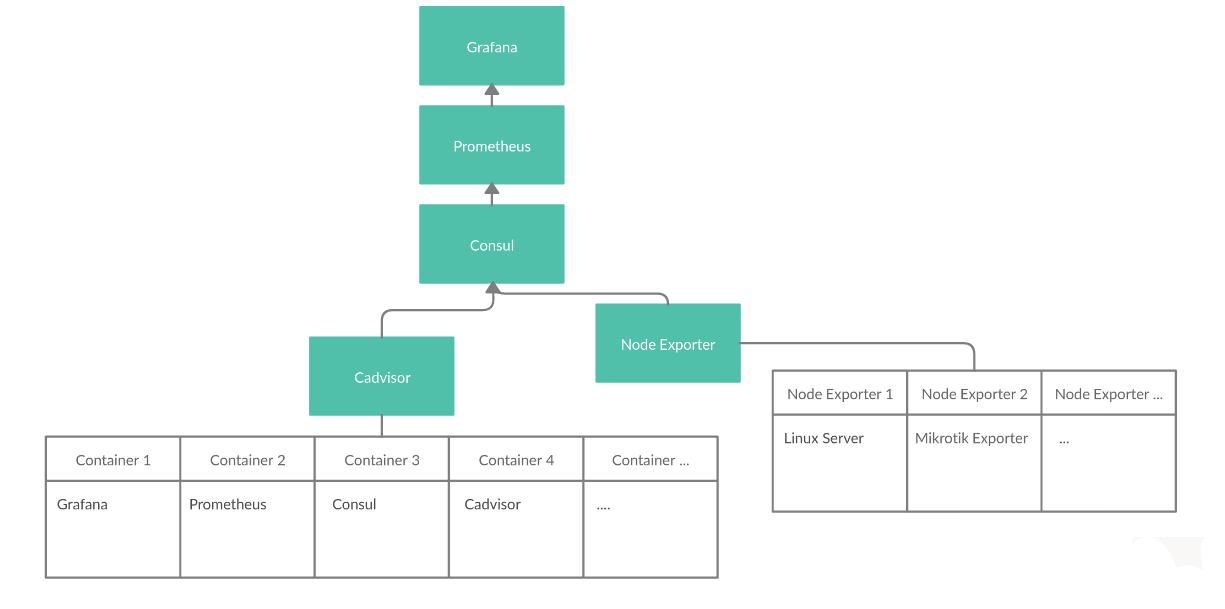 Grafana
Prometheus
Consul
Node Exporter
Cadvisor
Node Exporter 1 Node Exporter 2 Node Exporter ...
Linux Server Mikrotik Exporter ...
Container 1 Container 2 Container 3 Container 4 Container ...
Grafana Prometheus Consul Cadvisor ....